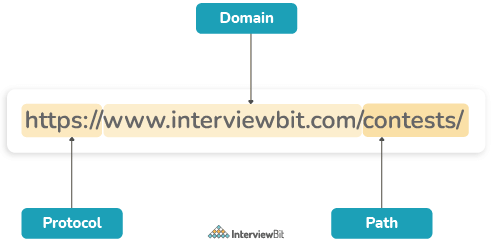 Domain
https://www.interviewbit.com/contests/
Protocol
InterviewBit
Path